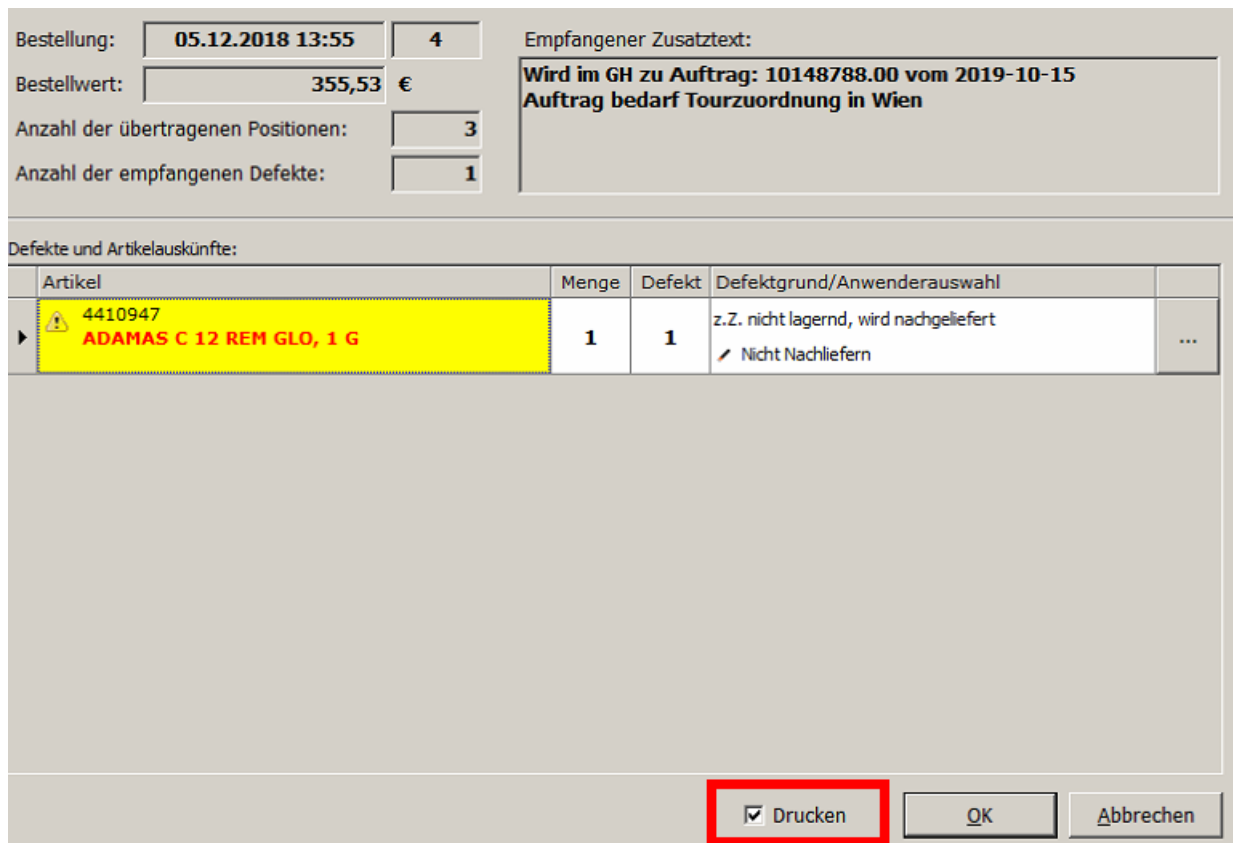 Bestellung: 05.12.2018 13:55 4
Bestellwert: 355,53 €
Anzahl der übertragenen Positionen: 3
Anzahl der empfangenen Defekte: 1
Empfangener Zusatztext:
Wird im GH zu Auftrag: 10148788.00 vom 2019-10-15
Auftrag bedarf Tourzuordnung in Wien
Defekte und Artikelauskünfte:
Artikel Menge Defekt Defektgrund/Anwenderauswahl
4410947
ADAMAS C 12 REM GLO, 1 G
1 1
z.Z. nicht lagernd, wird nachgeliefert
Nicht Nachliefern
...
Drucken OK Abbrechen